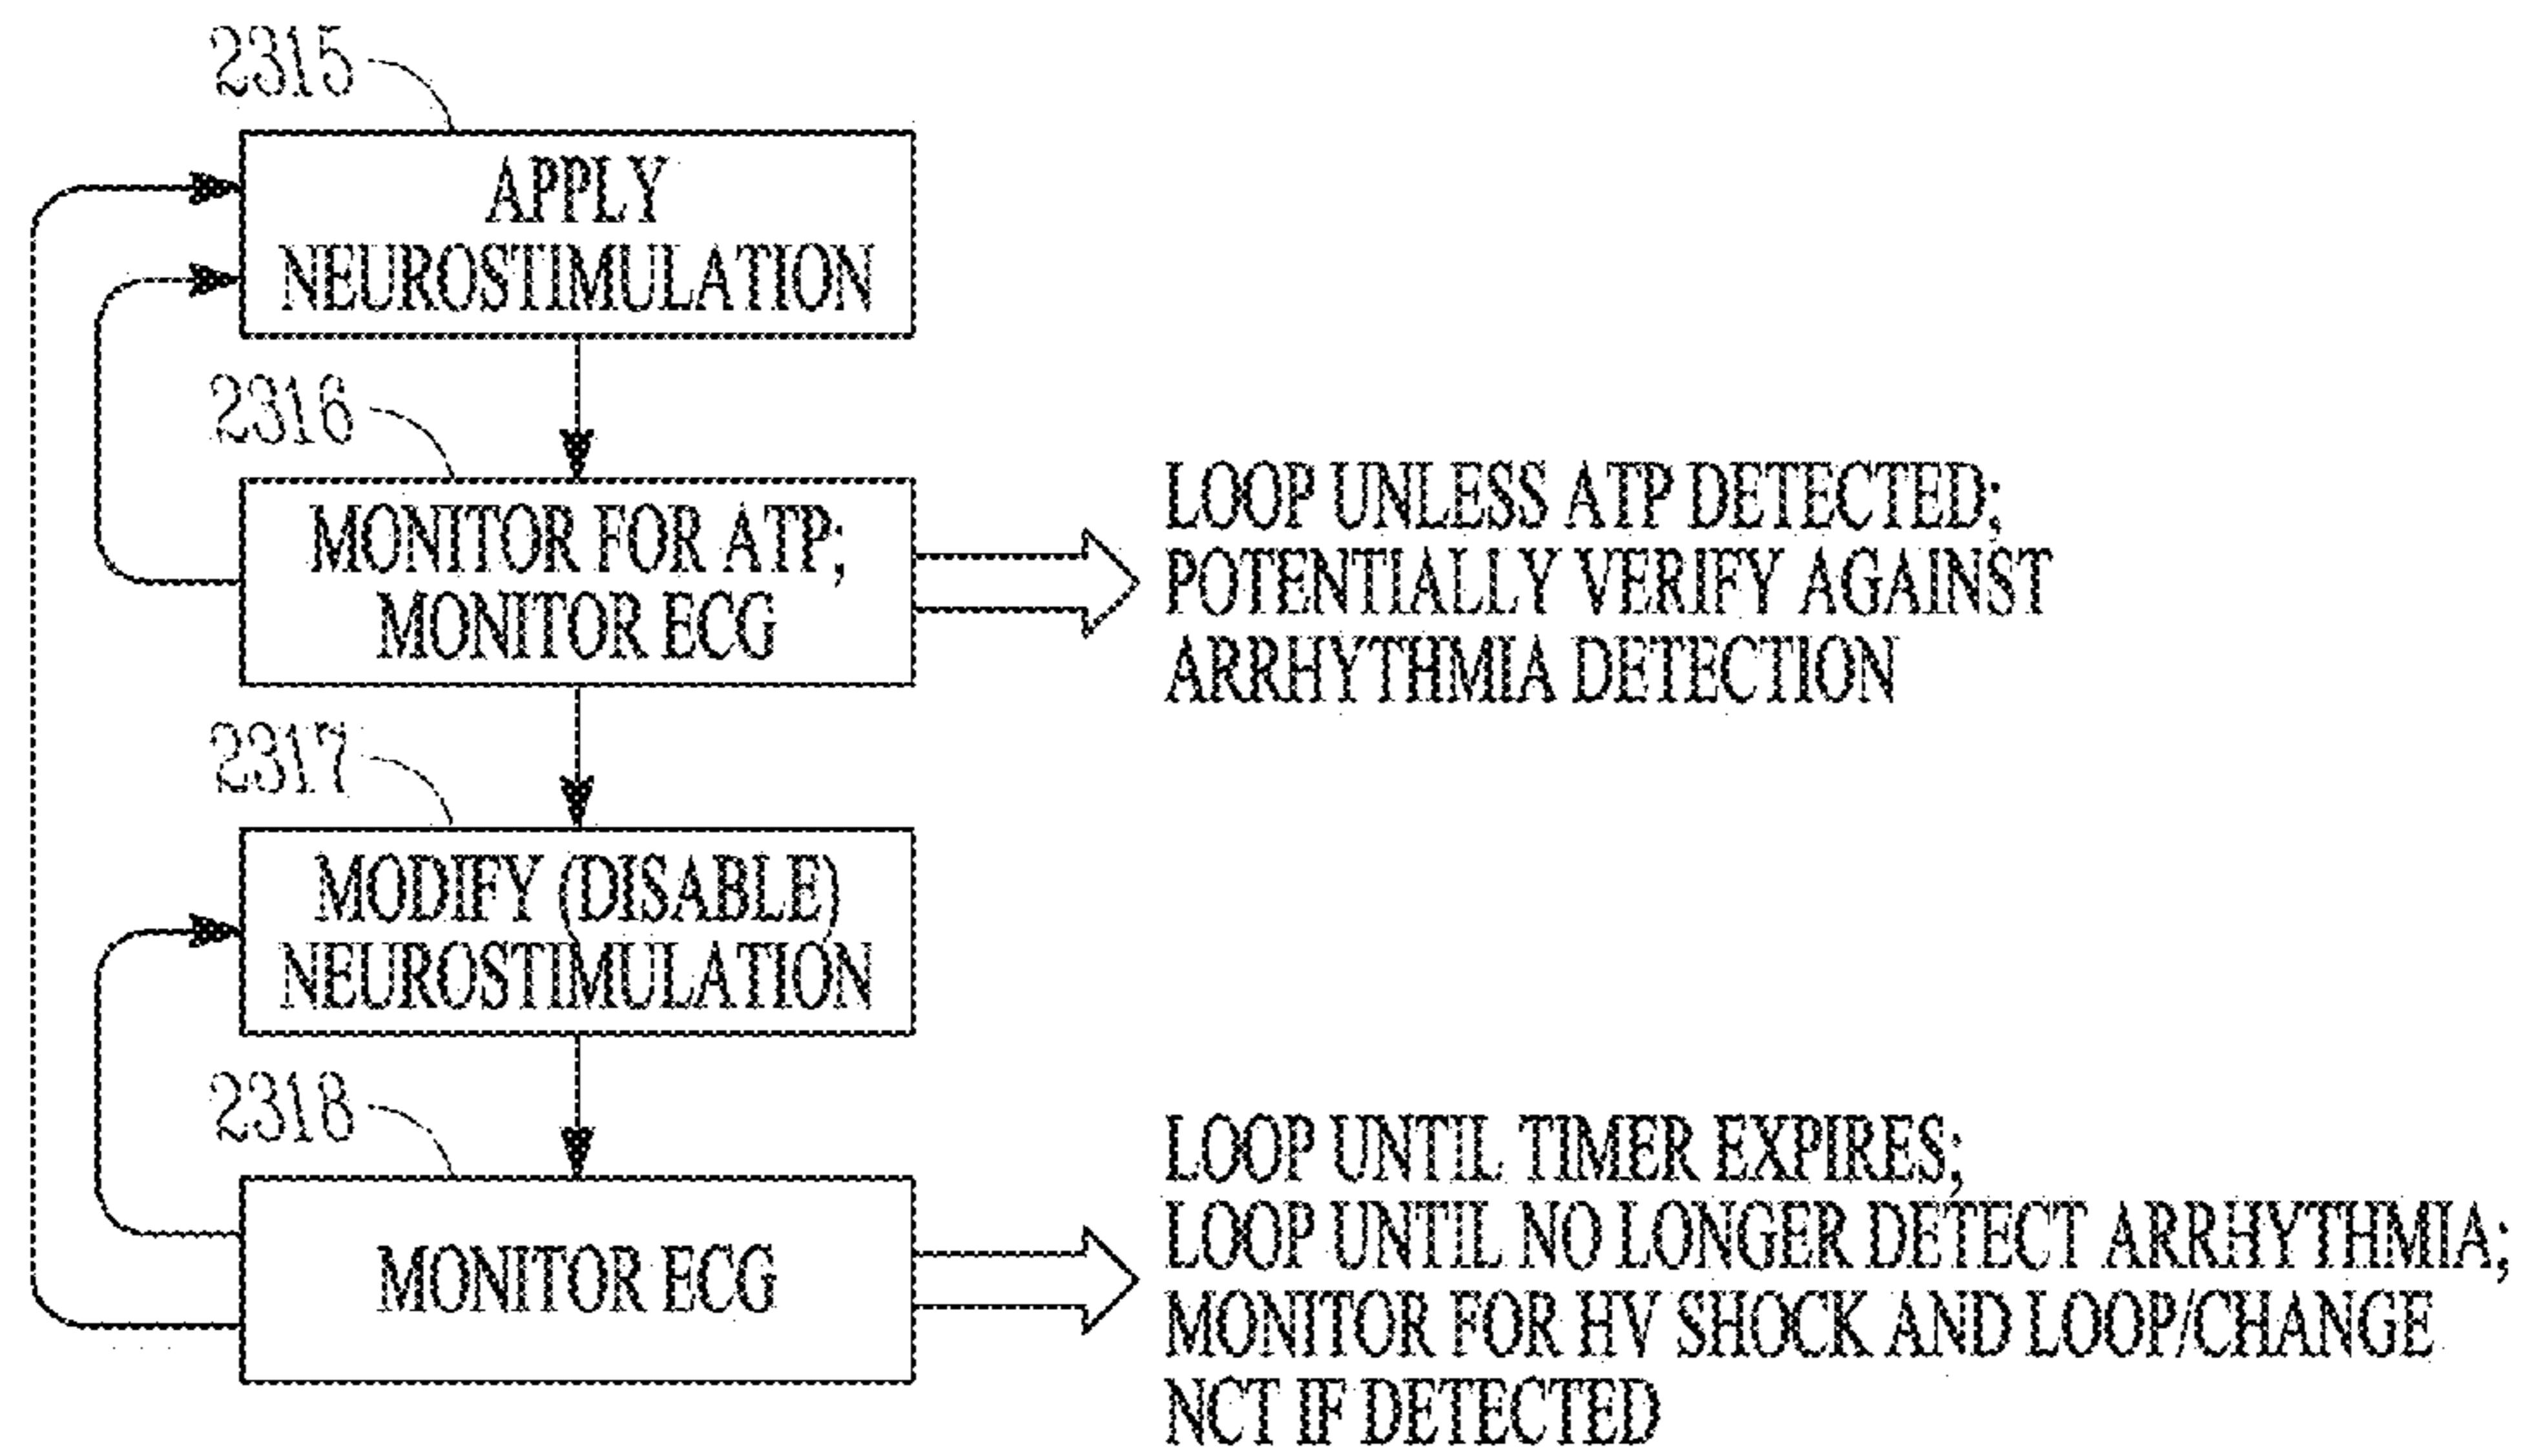 2315
APPLY
NEUROSTIMULATION
2316
MONITOR FOR ATP;
MONITOR ECG
LOOP UNLESS ATP DETECTED;
POTENTIALLY VERIFY AGAINST
ARRHYTHMIA DETECTION
2317
MODIFY (DISABLE)
NEUROSTIMULATION
2318
MONITOR ECG
LOOP UNTIL TIMER EXPIRES;
LOOP UNTIL NO LONGER DETECT ARRHYTHMIA;
MONITOR FOR HV SHOCK AND LOOP/CHANGE
NCT IF DETECTED